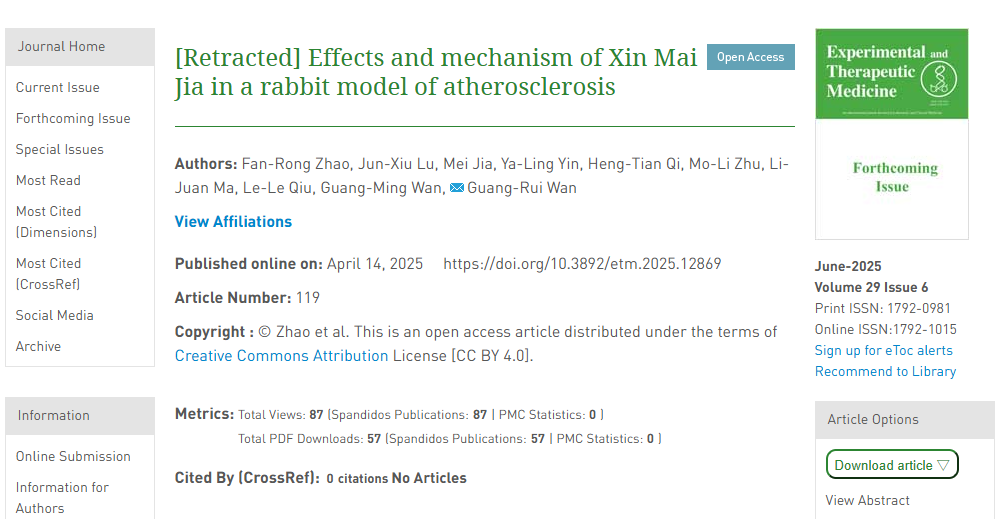 Journal Home
Current Issue
Forthcoming Issue
Special Issues
Most Read
Most Cited
(Dimensions)
Most Cited
(CrossRef)
Social Media
Archive
Information
Online Submission
Information for
Authors
[Retracted] Effects and mechanism of Xin Mai
Jia in a rabbit model of atherosclerosis
Open Access
Authors: Fan-Rong Zhao, Jun-Xiu Lu, Mei Jia, Ya-Ling Yin, Heng-Tian Qi, Mo-Li Zhu, Li-
Juan Ma, Le-Le Qiu, Guang-Ming Wan, Guang-Rui Wan
View Affiliations
Published online on: April 14, 2025 https://doi.org/10.3892/etm.2025.12869
Article Number: 119
Copyright : © Zhao et al. This is an open access article distributed under the terms of
Creative Commons Attribution License [CC BY 4.0].
Metrics: Total Views: 87 (Spandidos Publications: 87 | PMC Statistics: 0 )
Total PDF Downloads: 57 (Spandidos Publications: 57 | PMC Statistics: 0 )
Cited By (CrossRef): 0 citations No Articles
Experimental and
Therapeutic
Medicine
Forthcoming
Issue
June-2025
Volume 29 Issue 6
Print ISSN: 1792-0981
Online ISSN:1792-1015
Sign up for eToc alerts
Recommend to Library
Article Options
Download article ▽
View Abstract